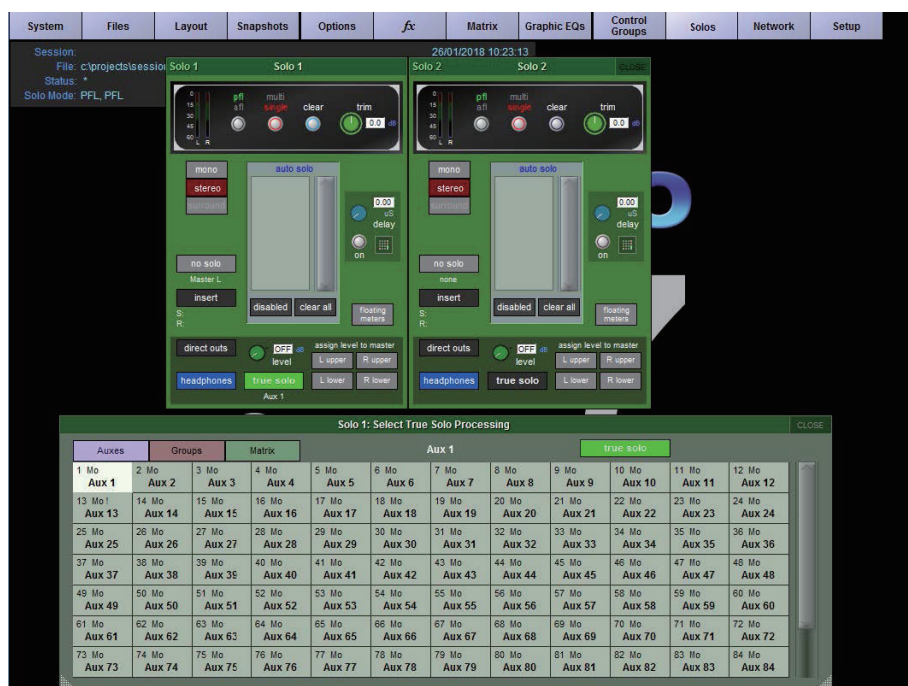 System Files Layout Snapshots Options fx Matrix Graphic EQs Control Groups Solos Network Setup
Session: 26/01/2018 10:23:13
File: c:\projects\sessio
Status: *
Solo Mode: PFL, PFL
Solo 1 Solo 1
0
15
30
45
60
L R
pfl
afl
multi
single
clear
trim
0.0 dB
mono
stereo
surround
auto solo
0.00
uS
delay
on
no solo
Master L
insert
S:
R:
disabled clear all
floating meters
direct outs
OFF dB
level
assign level to master
L upper R upper
headphones true solo L lower R lower
Aux 1
Solo 2 Solo 2 CLOSE
0
15
30
45
60
L R
pfl
afl
multi
single
clear
trim
0.0 dB
mono
stereo
surround
auto solo
0.00
uS
delay
on
no solo
none
insert
S:
R:
disabled clear all
floating meters
direct outs
OFF dB
level
assign level to master
L upper R upper
headphones true solo L lower R lower
Solo 1: Select True Solo Processing CLOSE
Auxes Groups Matrix Aux 1 true solo
1 Mo 2 Mo 3 Mo 4 Mo 5 Mo 6 Mo 7 Mo 8 Mo 9 Mo 10 Mo 11 Mo 12 Mo
Aux 1 Aux 2 Aux 3 Aux 4 Aux 5 Aux 6 Aux 7 Aux 8 Aux 9 Aux 10 Aux 11 Aux 12
13 Mo! 14 Mo 15 Mo 16 Mo 17 Mo 18 Mo 19 Mo 20 Mo 21 Mo 22 Mo 23 Mo 24 Mo
Aux 13 Aux 14 Aux 15 Aux 16 Aux 17 Aux 18 Aux 19 Aux 20 Aux 21 Aux 22 Aux 23 Aux 24
25 Mo 26 Mo 27 Mo 28 Mo 29 Mo 30 Mo 31 Mo 32 Mo 33 Mo 34 Mo 35 Mo 36 Mo
Aux 25 Aux 26 Aux 27 Aux 28 Aux 29 Aux 30 Aux 31 Aux 32 Aux 33 Aux 34 Aux 35 Aux 36
37 Mo 38 Mo 39 Mo 40 Mo 41 Mo 42 Mo 43 Mo 44 Mo 45 Mo 46 Mo 47 Mo 48 Mo
Aux 37 Aux 38 Aux 39 Aux 40 Aux 41 Aux 42 Aux 43 Aux 44 Aux 45 Aux 46 Aux 47 Aux 48
49 Mo 50 Mo 51 Mo 52 Mo 53 Mo 54 Mo 55 Mo 56 Mo 57 Mo 58 Mo 59 Mo 60 Mo
Aux 49 Aux 50 Aux 51 Aux 52 Aux 53 Aux 54 Aux 55 Aux 56 Aux 57 Aux 58 Aux 59 Aux 60
61 Mo 62 Mo 63 Mo 64 Mo 65 Mo 66 Mo 67 Mo 68 Mo 69 Mo 70 Mo 71 Mo 72 Mo
Aux 61 Aux 62 Aux 63 Aux 64 Aux 65 Aux 66 Aux 67 Aux 68 Aux 69 Aux 70 Aux 71 Aux 72
73 Mo 74 Mo 75 Mo 76 Mo 77 Mo 78 Mo 79 Mo 80 Mo 81 Mo 82 Mo 83 Mo 84 Mo
Aux 73 Aux 74 Aux 75 Aux 76 Aux 77 Aux 78 Aux 79 Aux 80 Aux 81 Aux 82 Aux 83 Aux 84